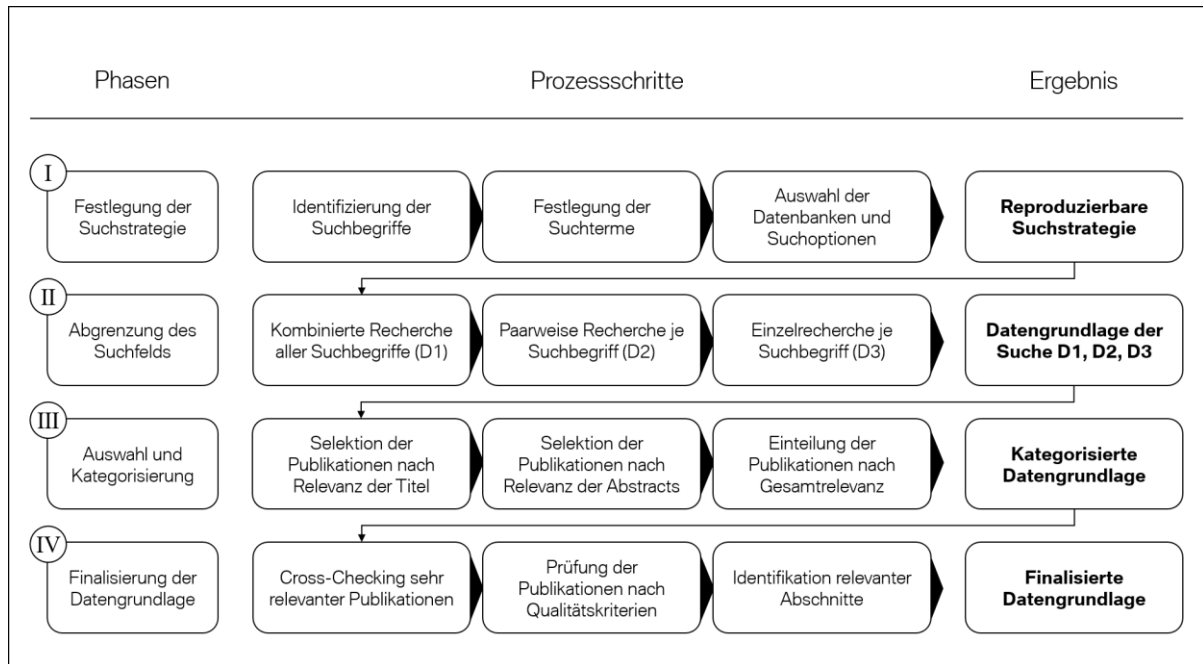 Phasen
Prozessschritte
Ergebnis
I
Festlegung der
Suchstrategie
Identifizierung der
Suchbegriffe
Festlegung der
Suchterme
Auswahl der
Datenbanken und
Suchoptionen
Reproduzierbare
Suchstrategie
II
Abgrenzung des
Suchfelds
Kombinierte Recherche
aller Suchbegriffe (D1)
Paarweise Recherche je
Suchbegriff (D2)
Einzelrecherche je
Suchbegriff (D3)
Datengrundlage der
Suche D1, D2, D3
III
Auswahl und
Kategorisierung
Selektion der
Publikationen nach
Relevanz der Titel
Selektion der
Publikationen nach
Relevanz der Abstracts
Einteilung der
Publikationen nach
Gesamtrelevanz
Kategorisierte
Datengrundlage
IV
Finalisierung der
Datengrundlage
Cross-Checking sehr
relevanter Publikationen
Prüfung der
Publikationen nach
Qualitätskriterien
Identifikation relevanter
Abschnitte
Finalisierte
Datengrundlage